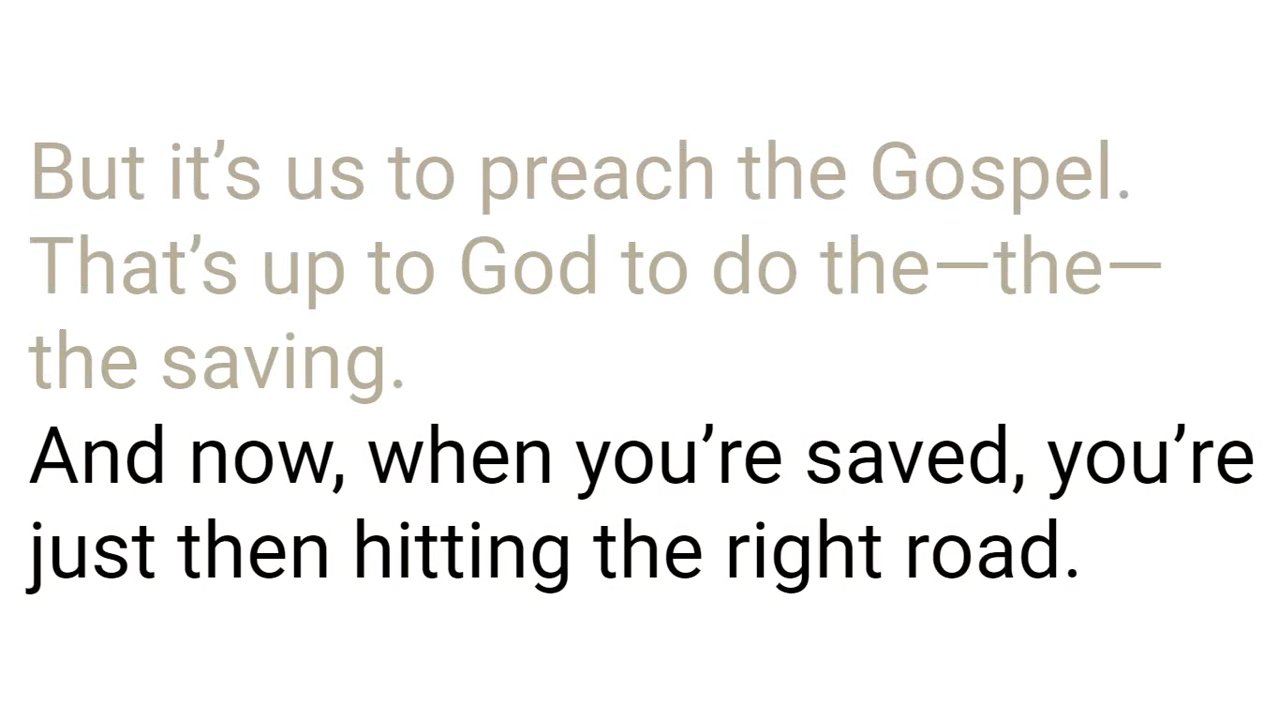 But it’s us to preach the Gospel.
That’s up to God to do the—the—
the saving.
And now, when you’re saved, you’re
just then hitting the right road.